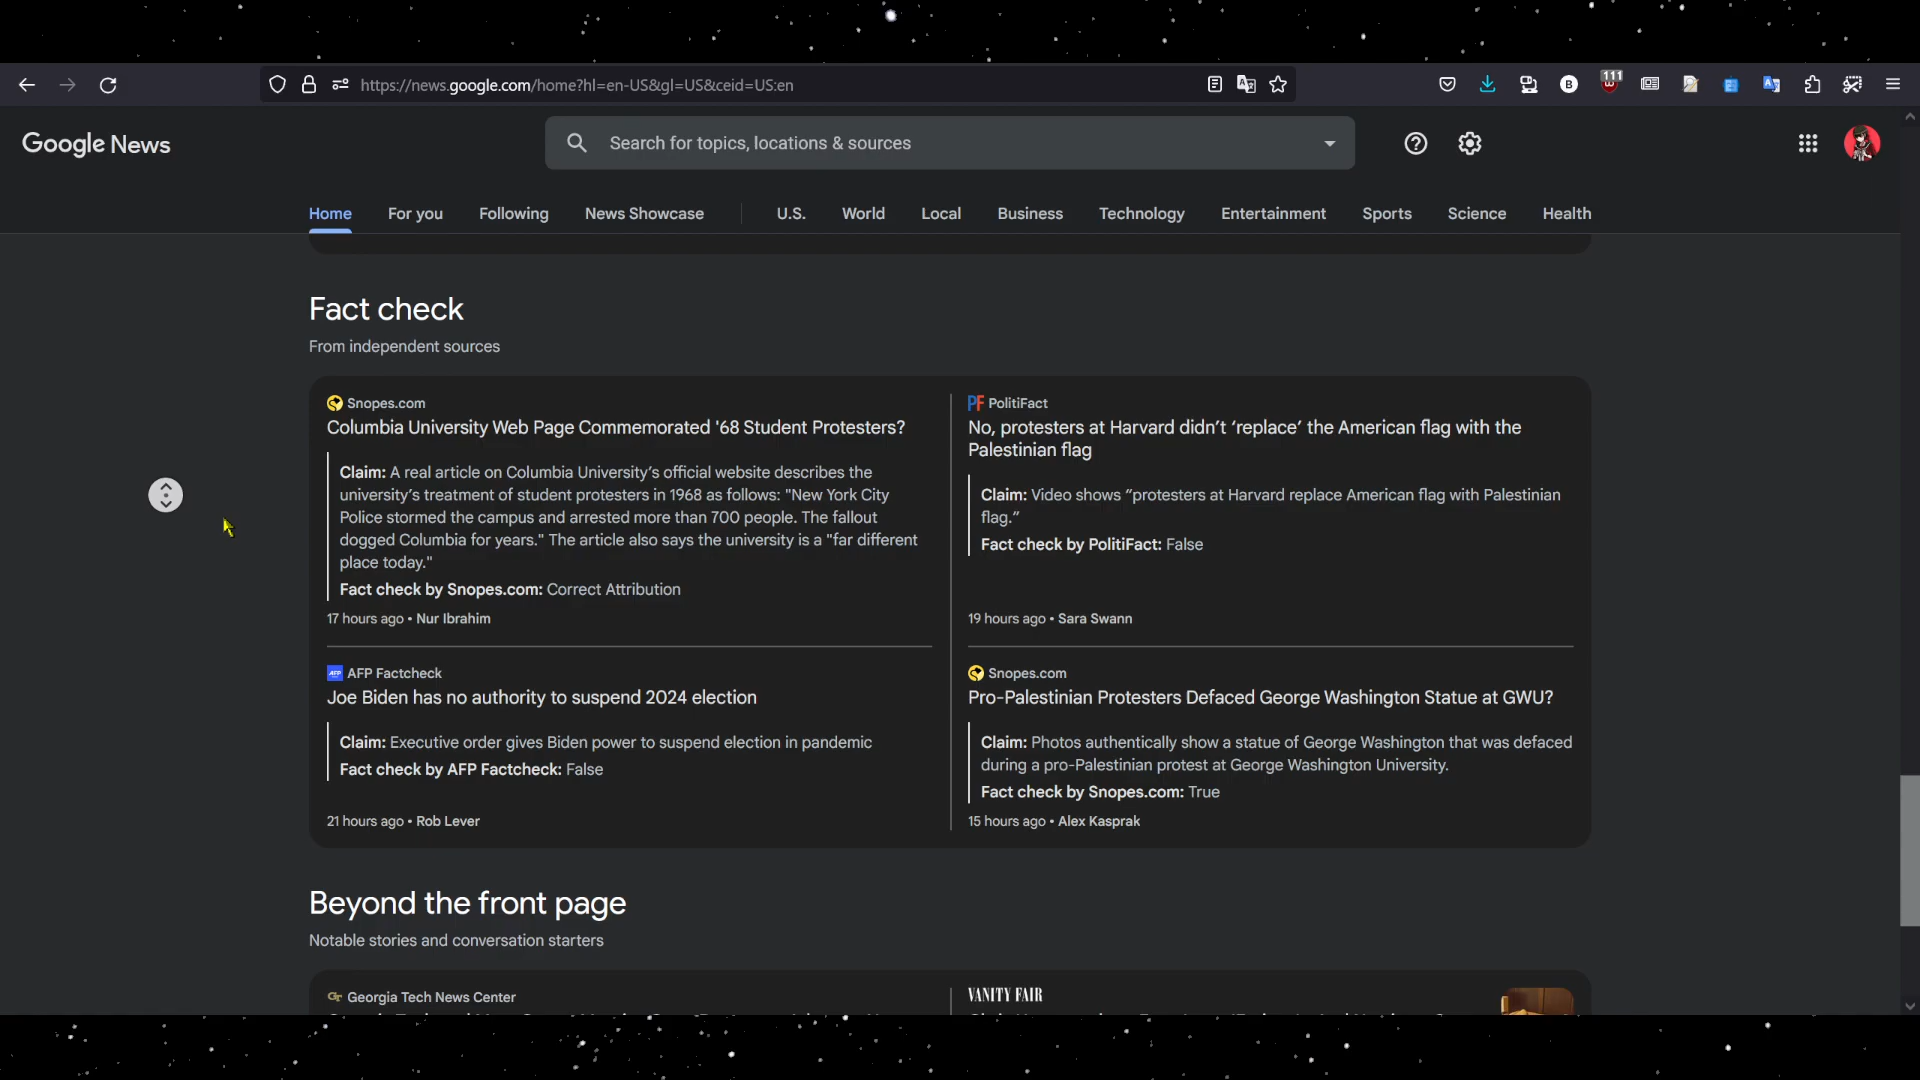 https://news.google.com/home?hl=en-US&gl=US&ceid=US:en
111
Google News
Search for topics, locations & sources
Home
For you
Following
News Showcase
U.S.
World
Local
Business
Technology
Entertainment
Sports
Science
Health
Fact check
From independent sources
Snopes.com
Columbia University Web Page Commemorated '68 Student Protesters?
Claim: A real article on Columbia University's official website describes the
university's treatment of student protesters in 1968 as follows: "New York City
Police stormed the campus and arrested more than 700 people. The fallout
dogged Columbia for years." The article also says the university is a "far different
place today."
Fact check by Snopes.com: Correct Attribution
17 hours ago • Nur Ibrahim
PF PolitiFact
No, protesters at Harvard didn't ‘replace’ the American flag with the
Palestinian flag
Claim: Video shows “protesters at Harvard replace American flag with Palestinian
flag.”
Fact check by PolitiFact: False
19 hours ago • Sara Swann
AFP AFP Factcheck
Joe Biden has no authority to suspend 2024 election
Claim: Executive order gives Biden power to suspend election in pandemic
Fact check by AFP Factcheck: False
21 hours ago • Rob Lever
Snopes.com
Pro-Palestinian Protesters Defaced George Washington Statue at GWU?
Claim: Photos authentically show a statue of George Washington that was defaced
during a pro-Palestinian protest at George Washington University.
Fact check by Snopes.com: True
15 hours ago • Alex Kasprak
Beyond the front page
Notable stories and conversation starters
GT Georgia Tech News Center
VANITY FAIR